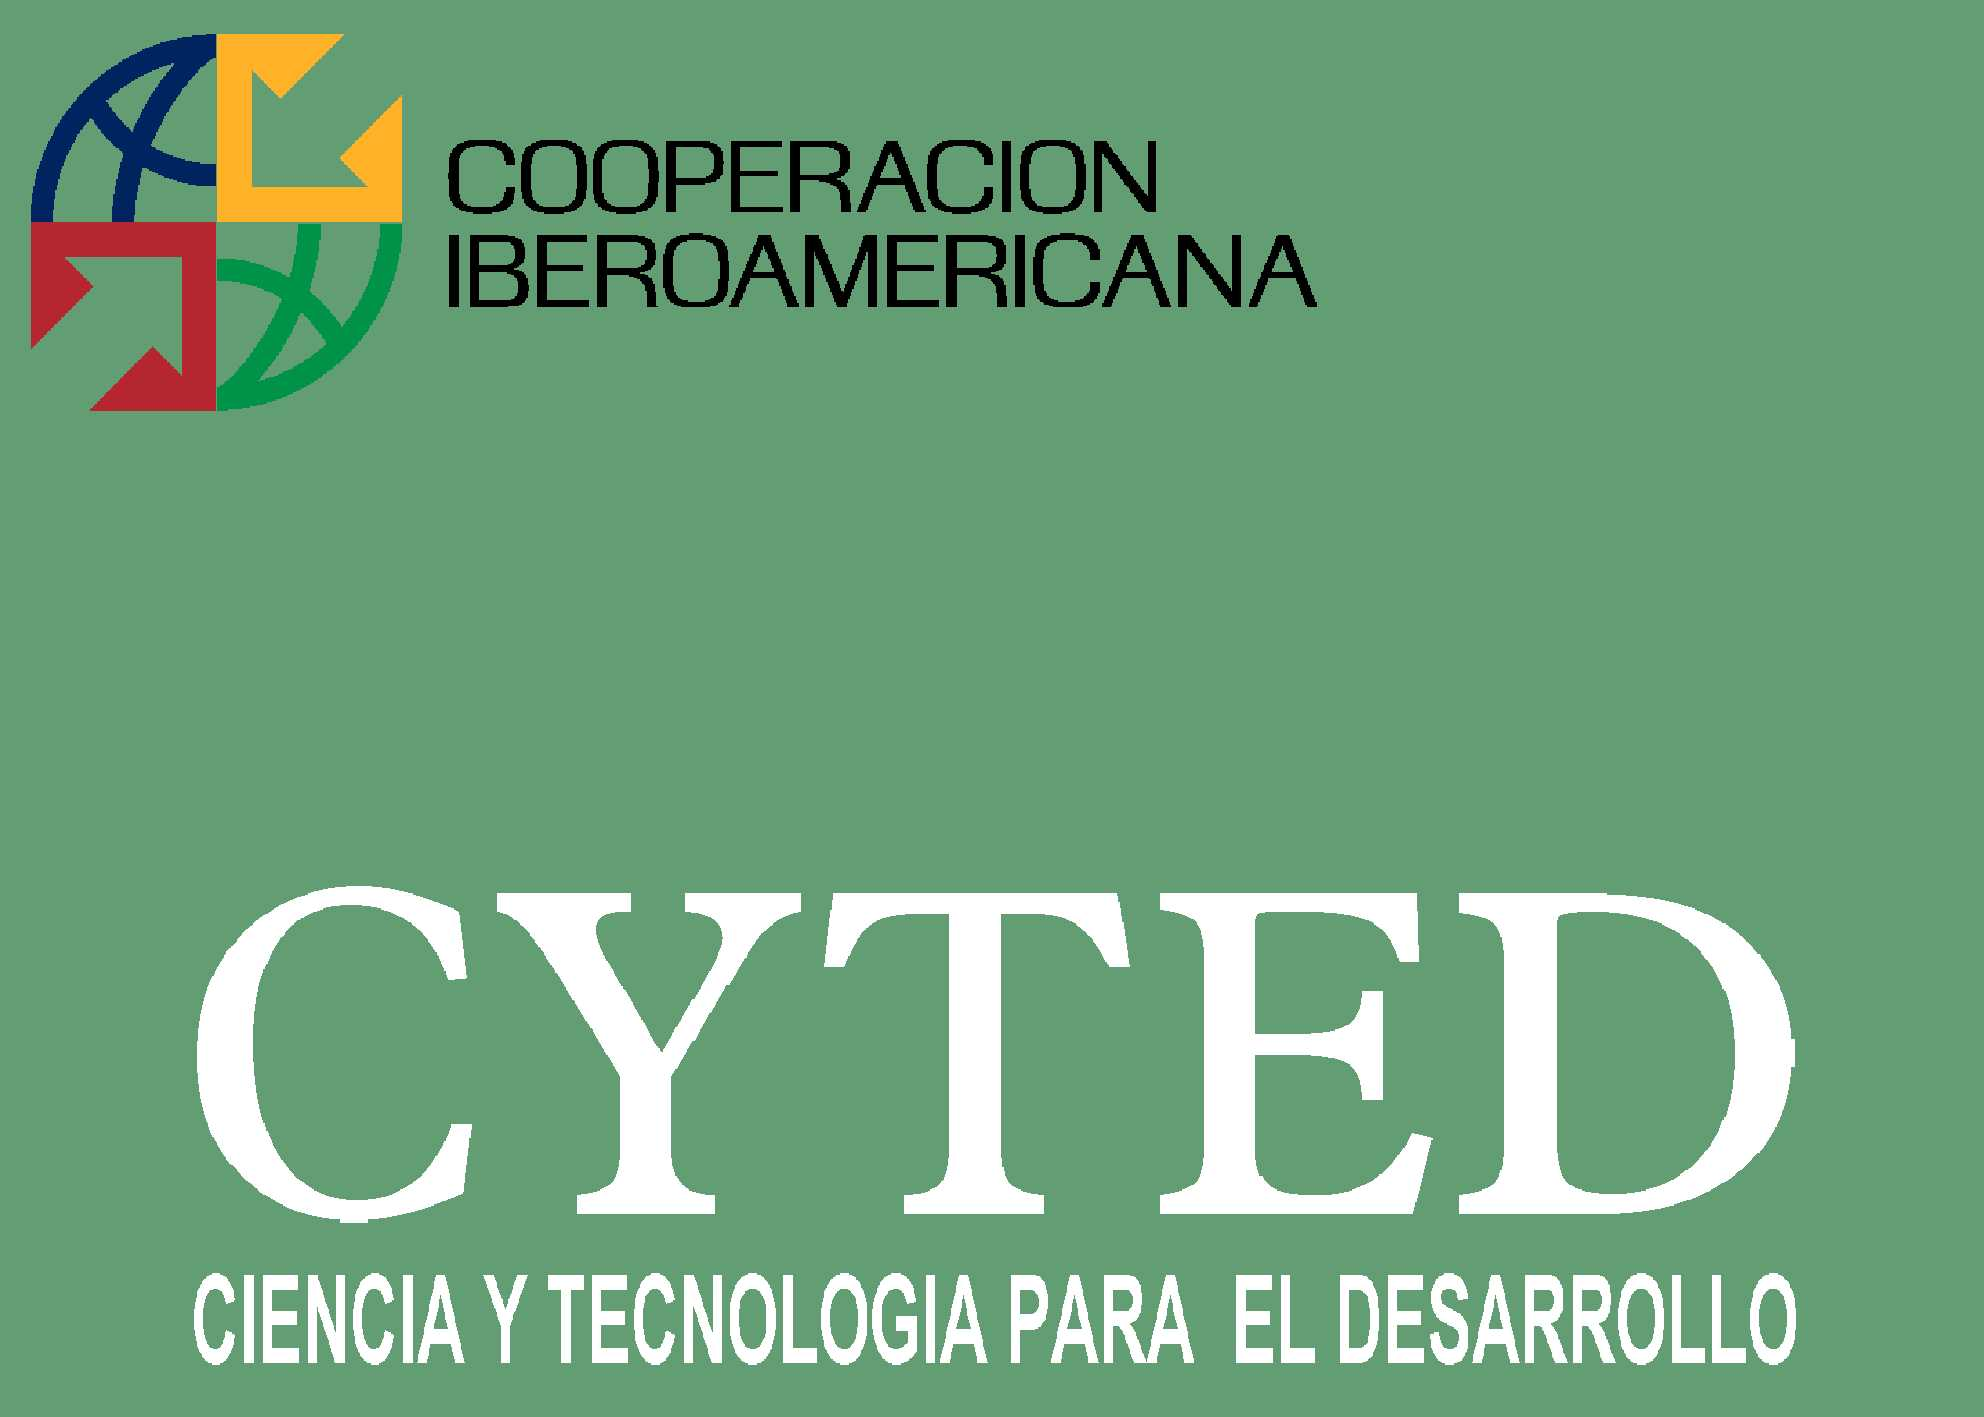 COOPERACION
IBEROAMERICANA
CYTED
CIENCIA Y TECNOLOGIA PARA EL DESARROLLO